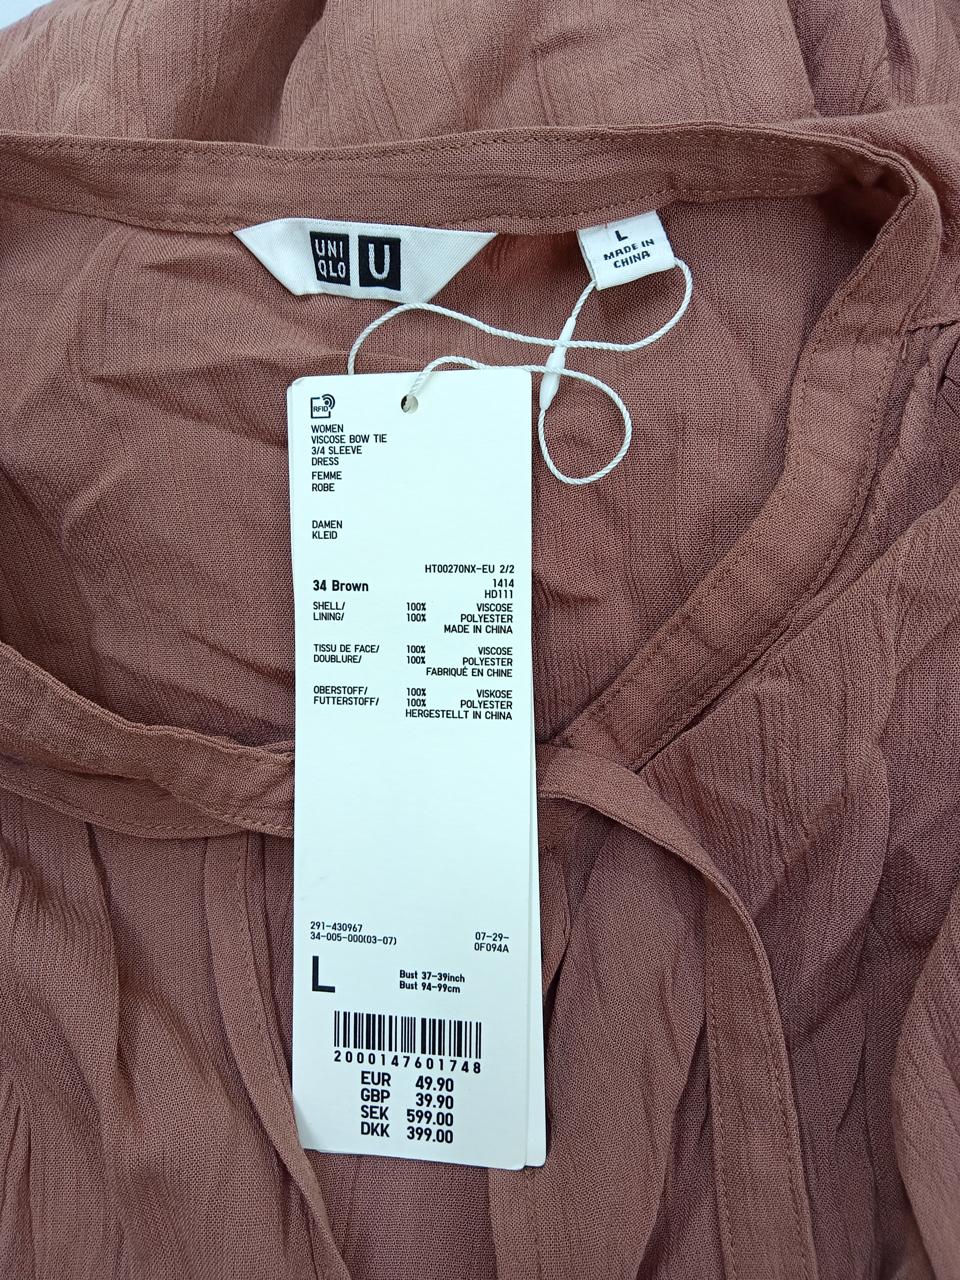 UNI
QLO
U
L
MADE IN
CHINA
RFID
WOMEN
VISCOSE BOW TIE
3/4 SLEEVE
DRESS
FEMME
ROBE
DAMEN
KLEID
HT00270NX-EU 2/2
34 Brown 1414
HD111
SHELL/ 100% VISCOSE
LINING/ 100% POLYESTER
MADE IN CHINA
TISSU DE FACE/ 100% VISCOSE
DOUBLURE/ 100% POLYESTER
FABRIQUÉ EN CHINE
OBERSTOFF/ 100% VISKOSE
FUTTERSTOFF/ 100% POLYESTER
HERGESTELLT IN CHINA
291-430967
34-005-000(03-07) 07-29-
0F094A
L
Bust 37-39inch
Bust 94-99cm
2000147601748
EUR 49.90
GBP 39.90
SEK 599.00
DKK 399.00